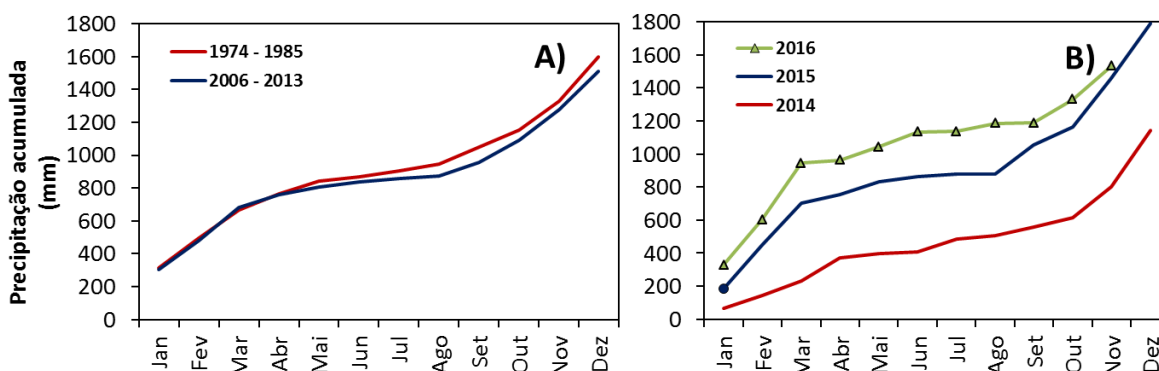 Precipitação acumulada
(mm)
1800
1600
1400
1200
1000
800
600
400
200
0
1974 - 1985
2006 - 2013
A)
Jan
Fev
Mar
Abr
Mai
Jun
Jul
Ago
Set
Out
Nov
Dez
1800
1600
1400
1200
1000
800
600
400
200
0
2016
2015
2014
B)
Jan
Fev
Mar
Abr
Mai
Jun
Jul
Ago
Set
Out
Nov
Dez